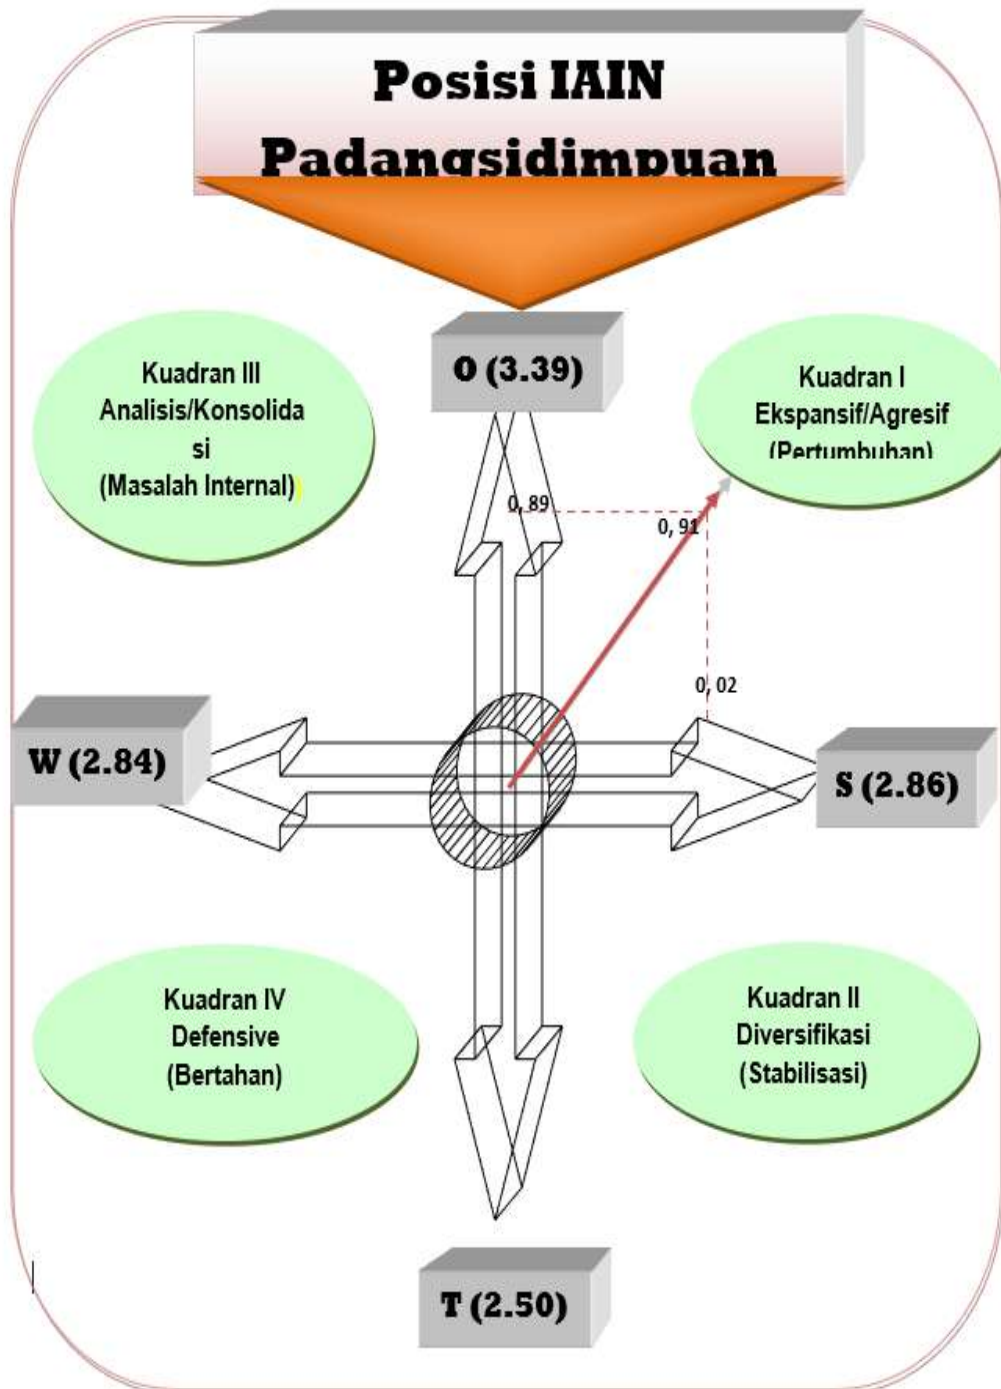 Posisi IAIN
Padangsidimpuan
O (3.39)
Kuadran III
Analisis/Konsolida
si
(Masalah Internal))
Kuadran I
Ekspansif/Agresif
(Pertumbuhan)
0, 89
0, 91
0, 02
W (2.84)
S (2.86)
Kuadran IV
Defensive
(Bertahan)
Kuadran II
Diversifikasi
(Stabilisasi)
T (2.50)